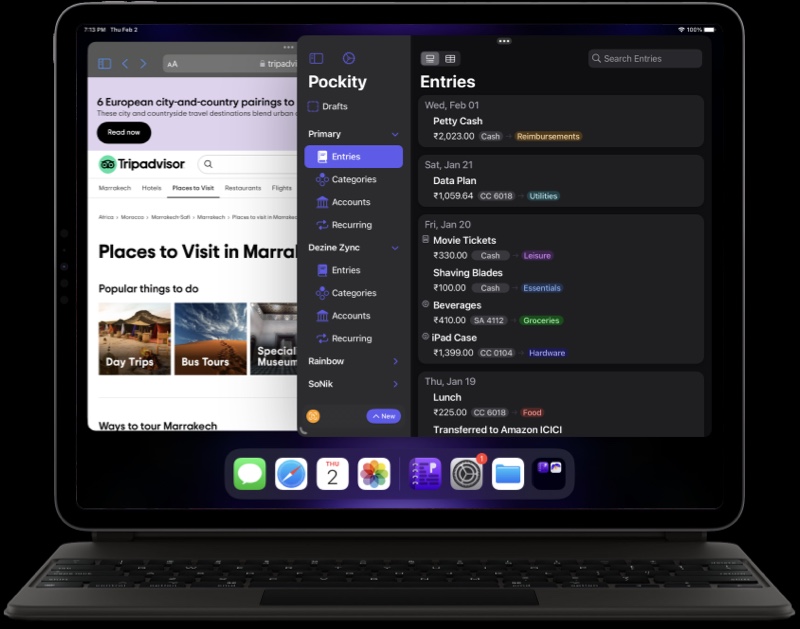 7:13 PM Thu Feb 2
100%
AA
tripadvi
6 European city-and-country pairings to
These city and countryside travel destinations blend urban
Read now
Tripadvisor
Marrakech Hotels Places to Visit Restaurants Flights
Africa > Morocco > Marrakech-Safi > Marrakech > Places to visit in Marrakec
Places to Visit in Marral
Popular things to do
Day Trips
Bus Tours
Special
Museum
Ways to tour Marrakech
Pockity
Drafts
Primary
Entries
Categories
Accounts
Recurring
Dezine Zync
Entries
Categories
Accounts
Recurring
Rainbow
SoNik
New
Search Entries
Entries
Wed, Feb 01
Petty Cash
₹2,023.00 Cash → Reimbursements
Sat, Jan 21
Data Plan
₹1,059.64 CC 6018 → Utilities
Fri, Jan 20
Movie Tickets
₹330.00 Cash → Leisure
Shaving Blades
₹100.00 Cash → Essentials
Beverages
₹410.00 SA 4112 → Groceries
iPad Case
₹1,399.00 CC 0104 → Hardware
Thu, Jan 19
Lunch
₹225.00 CC 6018 → Food
Transferred to Amazon ICICI
THU
2
P
1